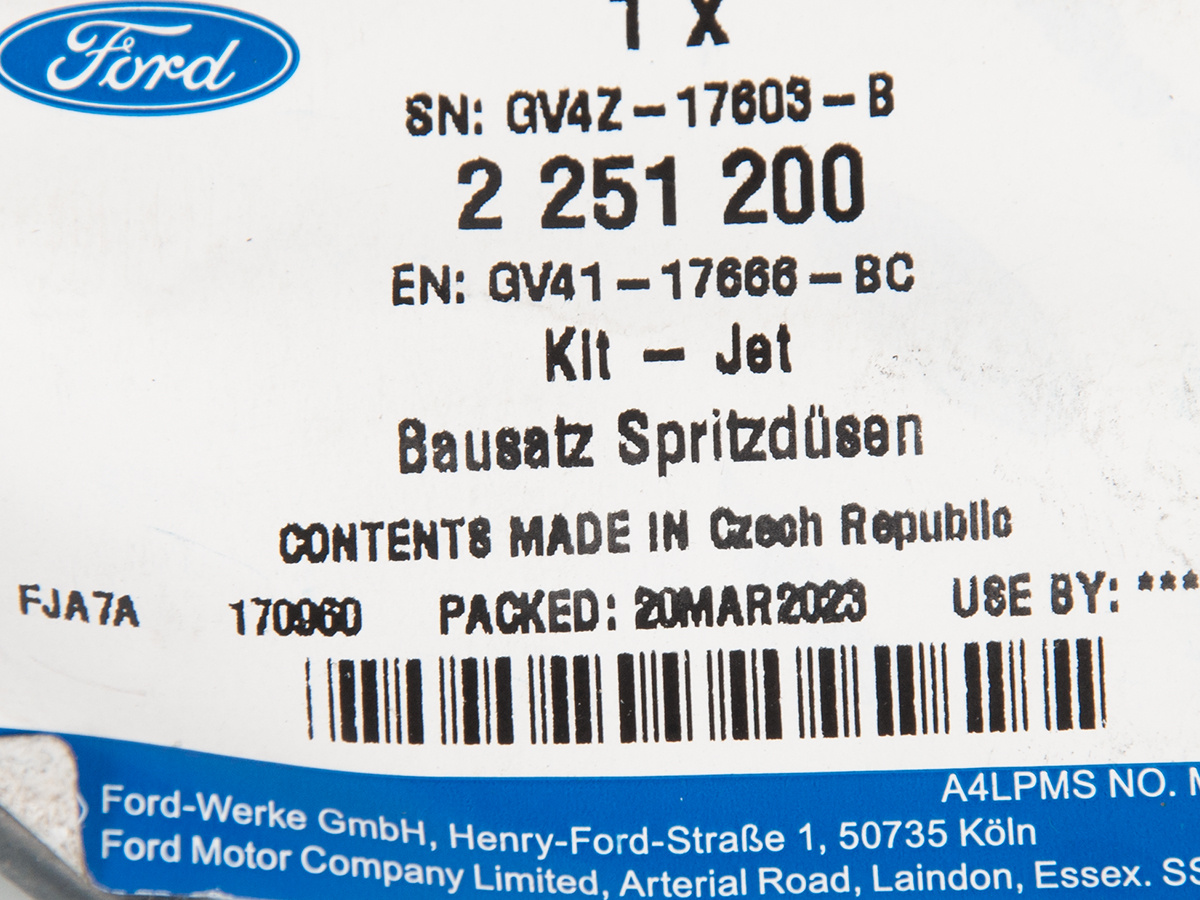 Ford
1 X
SN: GV4Z-17603-B
2 251 200
EN: GV41-17666-BC
Kit - Jet
Bausatz Spritzdüsen
CONTENTS MADE IN Czech Republic
FJA7A 170960 PACKED: 20MAR2023 USE BY: ***
A4LPMS NO.
Ford-Werke GmbH, Henry-Ford-Straße 1, 50735 Köln
Ford Motor Company Limited, Arterial Road, Laindon, Essex.